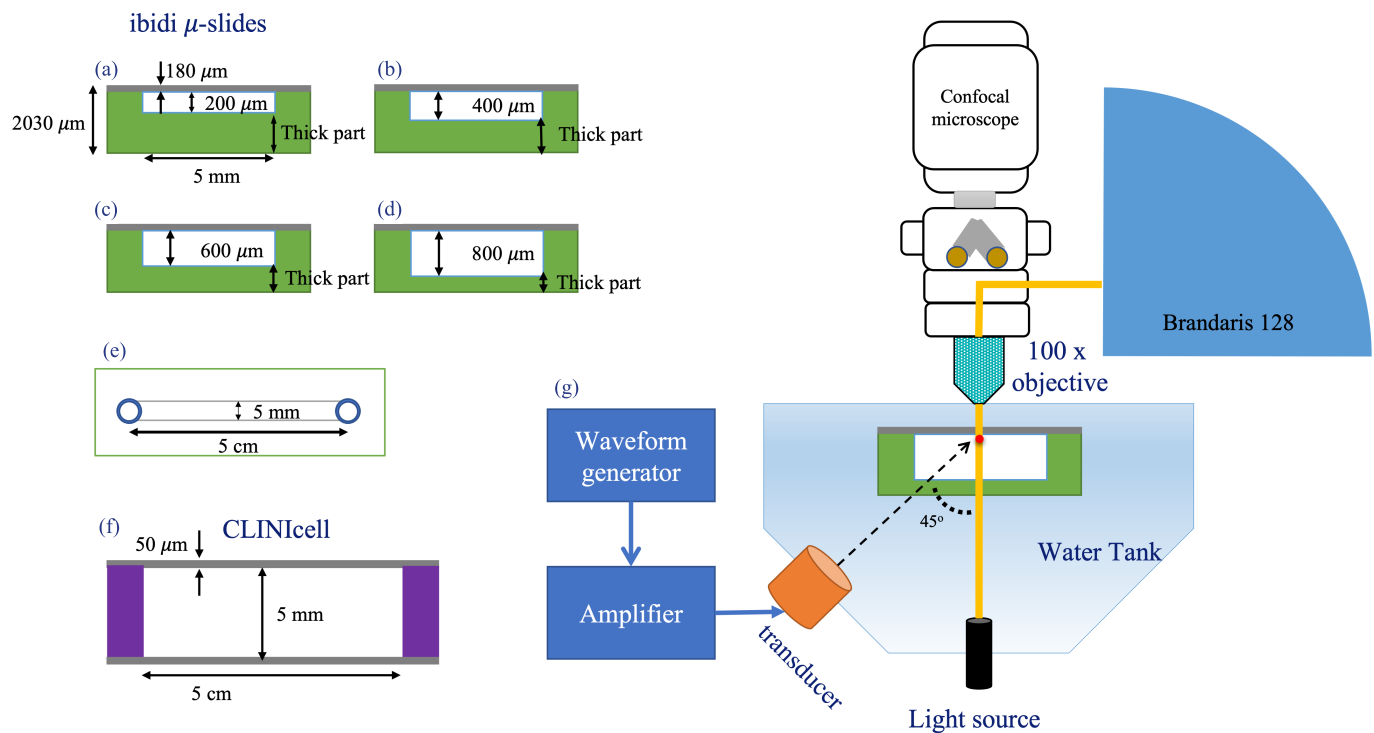 ibidi μ-slides
(a)
180 μm
200 μm
2030 μm
Thick part
5 mm
(b)
400 μm
Thick part
(c)
600 μm
Thick part
(d)
800 μm
Thick part
(e)
5 mm
5 cm
(f)
CLINIcell
50 μm
5 mm
5 cm
(g)
Waveform
generator
Amplifier
transducer
Confocal
microscope
Brandaris 128
100 x
objective
45º
Water Tank
Light source